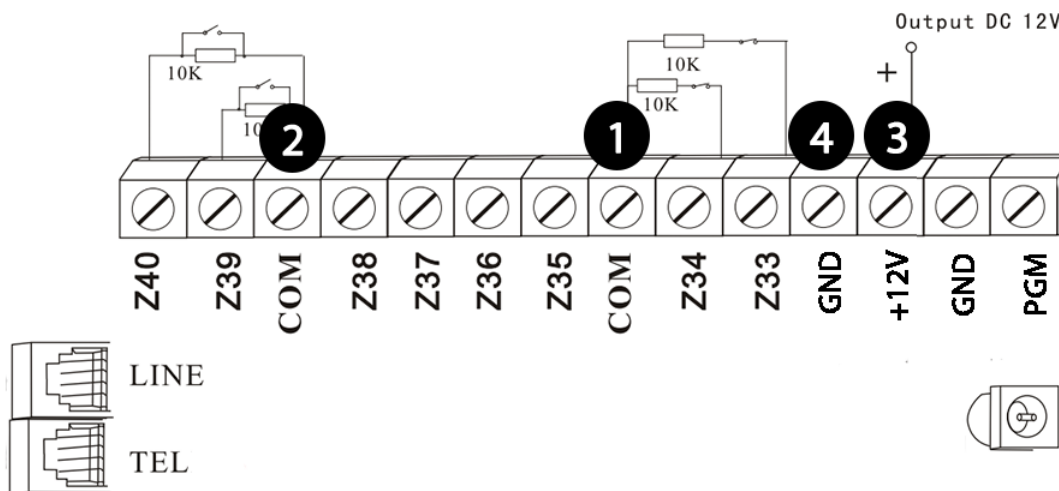 Output DC 12V
+
10K
10K
10K
2
1
4
3
Z40
Z39
COM
Z38
Z37
Z36
Z35
COM
Z34
Z33
GND
+12V
GND
PGM
LINE
TEL